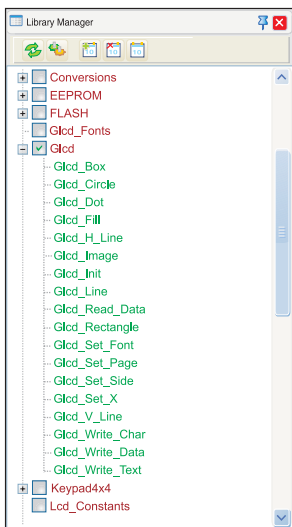 Library Manager
Conversions
EEPROM
FLASH
Glcd_Fonts
Glcd
Glcd_Box
Glcd_Circle
Glcd_Dot
Glcd_Fill
Glcd_H_Line
Glcd_Image
Glcd_Init
Glcd_Line
Glcd_Read_Data
Glcd_Rectangle
Glcd_Set_Font
Glcd_Set_Page
Glcd_Set_Side
Glcd_Set_X
Glcd_V_Line
Glcd_Write_Char
Glcd_Write_Data
Glcd_Write_Text
Keypad4x4
Lcd_Constants